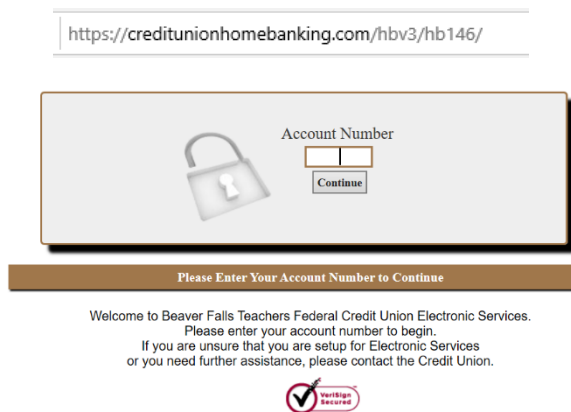 https://creditunionhomebanking.com/hbv3/hb146/
Account Number
Continue
Please Enter Your Account Number to Continue
Welcome to Beaver Falls Teachers Federal Credit Union Electronic Services.
Please enter your account number to begin.
If you are unsure that you are setup for Electronic Services
or you need further assistance, please contact the Credit Union.
VeriSign
Secured